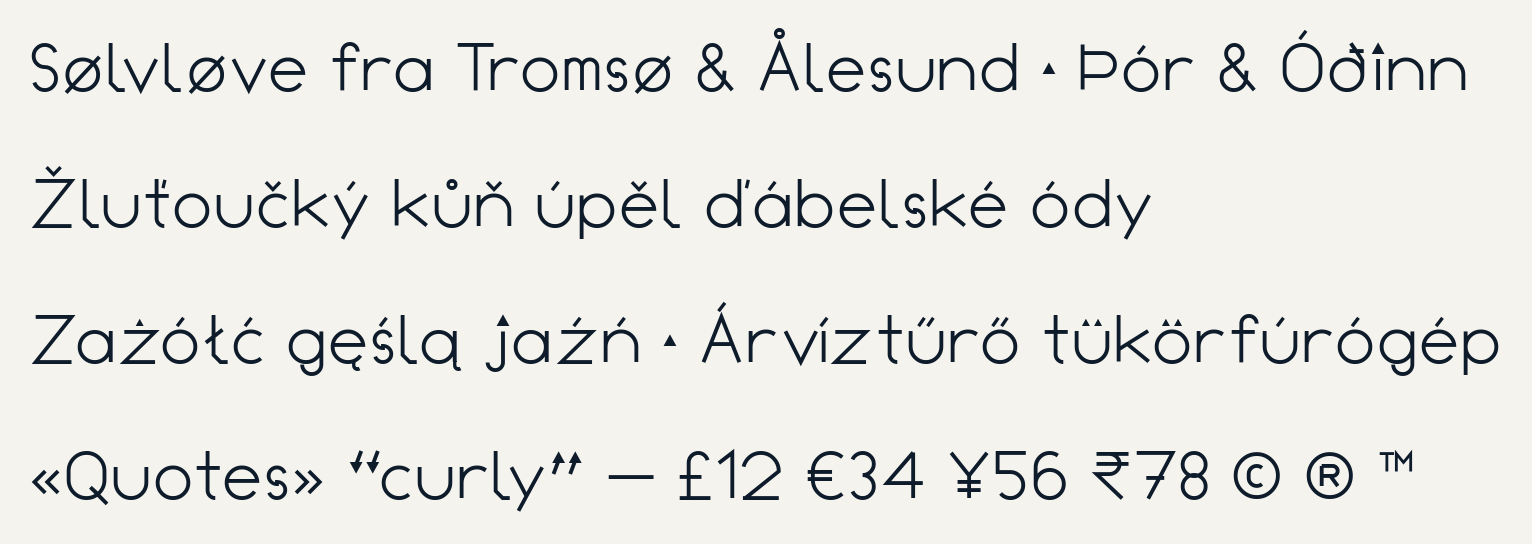 Sølvløve fra Tromsø & Ålesund · Þór & Óðinn
Žluťoučký kůň úpěl ďábelské ódy
Zażółć gęślą jaźń · Árvíztűrő tükörfúrógép
«Quotes» “curly” — £12 €34 ¥56 ₹78 © ® ™